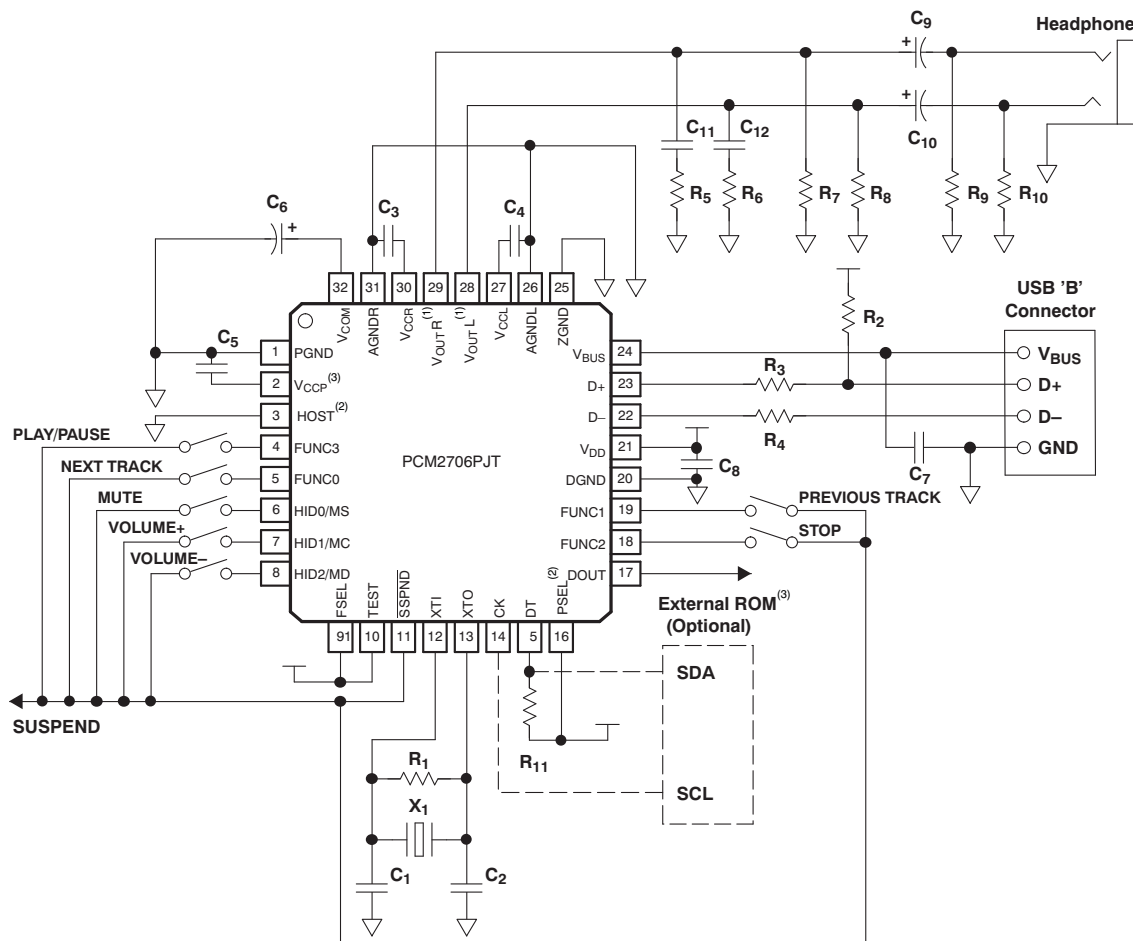 C9
Headphone
+
+
C10
C11
C12
R5
R6
R7
R8
R9
R10
C6
+
C3
C4
32
31
30
29
28
27
26
25
VCOM
AGNDR
VCCR
VOUTR(1)
VOUTL(1)
VCCL
AGNDL
ZGND
USB 'B'
Connector
R2
C5
1 PGND
2 VCCP(3)
3 HOST(2)
4 FUNC3
5 FUNC0
6 HID0/MS
7 HID1/MC
8 HID2/MD
PLAY/PAUSE
NEXT TRACK
MUTE
VOLUME+
VOLUME–
PCM2706PJT
VBUS 24
D+ 23
D– 22
VDD 21
DGND 20
FUNC1 19
FUNC2 18
DOUT 17
R3
R4
C8
C7
VBUS
D+
D–
GND
PREVIOUS TRACK
STOP
FSEL
TEST
SSPND
XTI
XTO
CK
DT
PSEL(2)
91
10
11
12
13
14
5
16
External ROM(3)
(Optional)
SDA
SCL
SUSPEND
R11
R1
X1
C1
C2